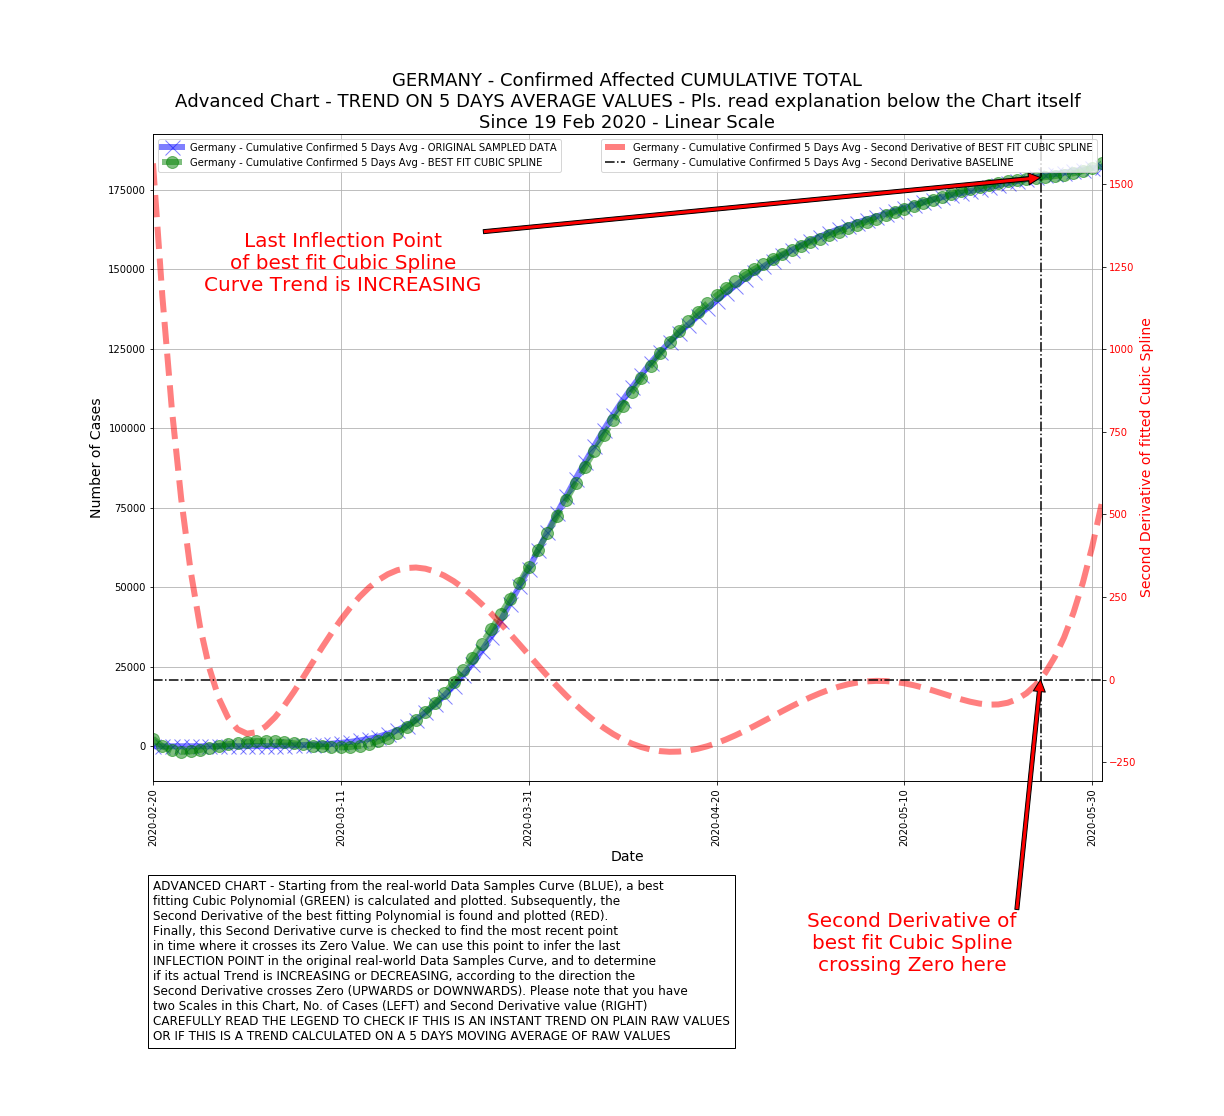 GERMANY - Confirmed Affected CUMULATIVE TOTAL
Advanced Chart - TREND ON 5 DAYS AVERAGE VALUES - Pls. read explanation below the Chart itself
Since 19 Feb 2020 - Linear Scale
Germany - Cumulative Confirmed 5 Days Avg - ORIGINAL SAMPLED DATA
Germany - Cumulative Confirmed 5 Days Avg - BEST FIT CUBIC SPLINE
Germany - Cumulative Confirmed 5 Days Avg - Second Derivative of BEST FIT CUBIC SPLINE
Germany - Cumulative Confirmed 5 Days Avg - Second Derivative BASELINE
Last Inflection Point
of best fit Cubic Spline
Curve Trend is INCREASING
Number of Cases
175000
150000
125000
100000
75000
50000
25000
0
1500
1250
1000
750
500
250
0
−250
Second Derivative of fitted Cubic Spline
2020-02-20
2020-03-11
2020-03-31
2020-04-20
2020-05-10
2020-05-30
Date
Second Derivative of
best fit Cubic Spline
crossing Zero here
ADVANCED CHART - Starting from the real-world Data Samples Curve (BLUE), a best
fitting Cubic Polynomial (GREEN) is calculated and plotted. Subsequently, the
Second Derivative of the best fitting Polynomial is found and plotted (RED).
Finally, this Second Derivative curve is checked to find the most recent point
in time where it crosses its Zero Value. We can use this point to infer the last
INFLECTION POINT in the original real-world Data Samples Curve, and to determine
if its actual Trend is INCREASING or DECREASING, according to the direction the
Second Derivative crosses Zero (UPWARDS or DOWNWARDS). Please note that you have
two Scales in this Chart, No. of Cases (LEFT) and Second Derivative value (RIGHT)
CAREFULLY READ THE LEGEND TO CHECK IF THIS IS AN INSTANT TREND ON PLAIN RAW VALUES
OR IF THIS IS A TREND CALCULATED ON A 5 DAYS MOVING AVERAGE OF RAW VALUES